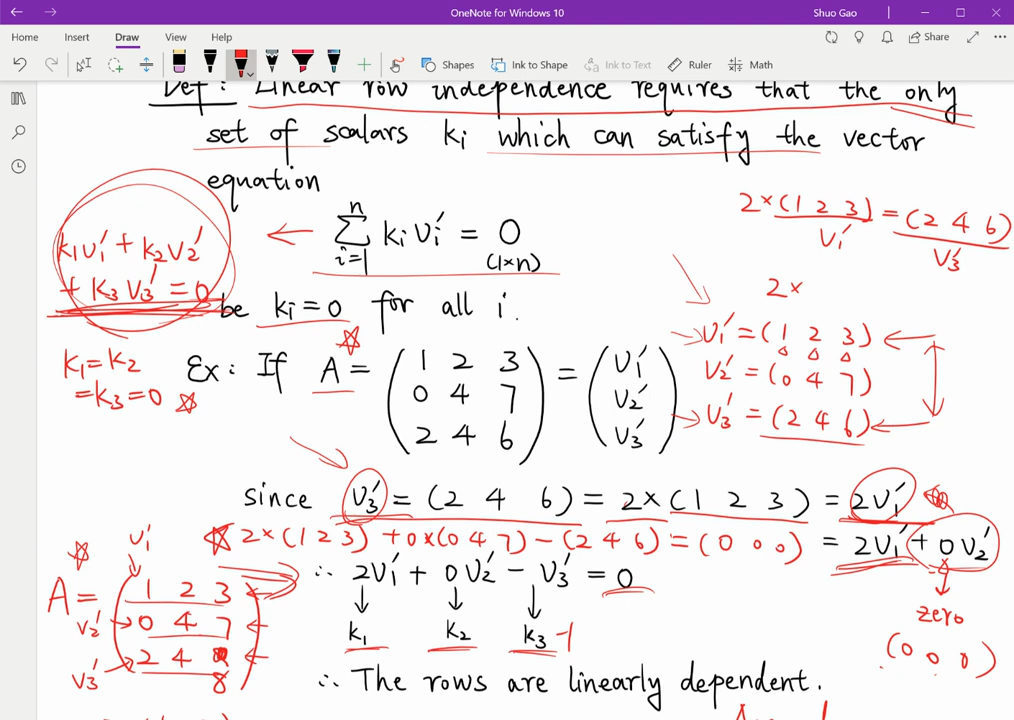 OneNote for Windows 10
Shuo Gao
Home Insert Draw View Help
Share
Shapes
Ink to Shape
Ink to Text
Ruler
Math
Def : Linear row independence requires that the only
set of scalars ki which can satisfy the vector
equation
2×(1 2 3) = (2 4 6)
v1' v3'
k1v1' + k2v2'
+ k3v3' = 0
← n∑i=1 ki vi' = 0
(1×n)
be ki = 0 for all i.
2×
k1 = k2
= k3 = 0 ☆
v1' = (1 2 3)
v2' = (0 4 7)
v3' = (2 4 6)
Ex: If A = (1 2 3) = (v1')
(0 4 7) (v2')
(2 4 6) (v3')
since v3' = (2 4 6) = 2×(1 2 3) = 2v1'
☆ 2×(1 2 3) + 0×(0 4 7) − (2 4 6) = (0 0 0) = 2v1' + 0v2'
∴ 2v1' + 0v2' − v3' = 0
k1 k2 k3 -1
zero
(0 0 0)
v1'
A = 1 2 3
v2' → 0 4 7
v3' 2 4
8
∴ The rows are linearly dependent.